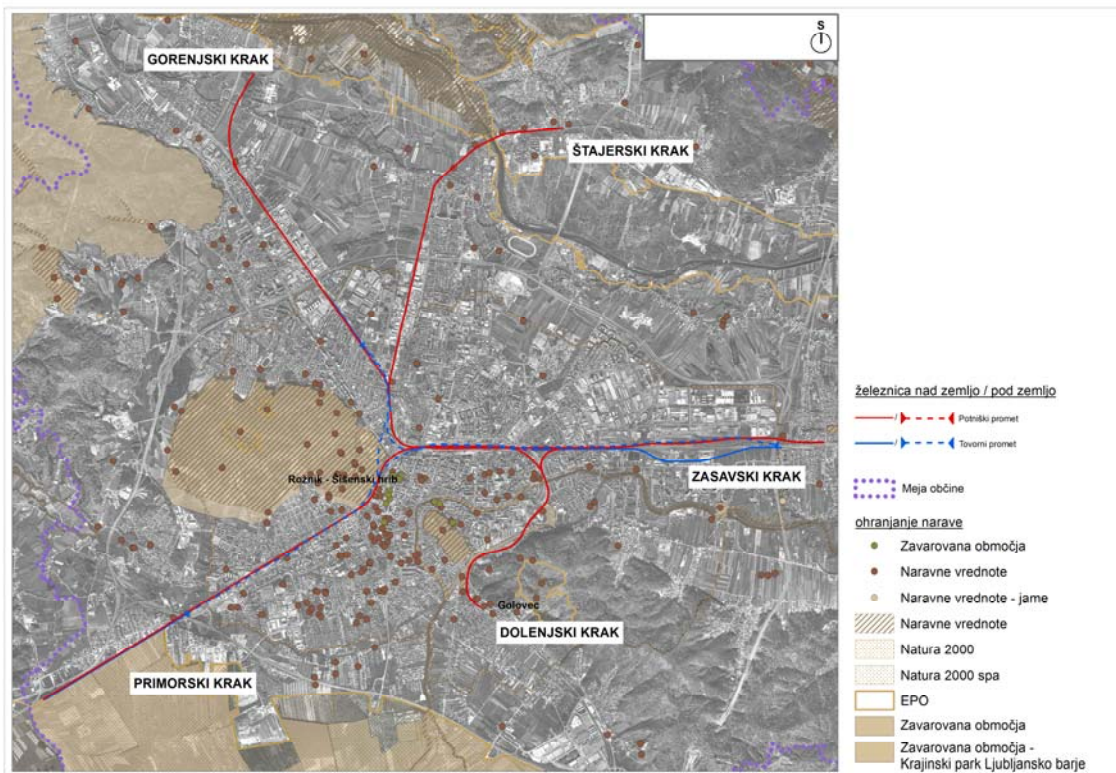 S
GORENJSKI KRAK
ŠTAJERSKI KRAK
Rožnik - Šišenski hrib
ZASAVSKI KRAK
Golovec
DOLENJSKI KRAK
PRIMORSKI KRAK
železnica nad zemljo / pod zemljo
/ Potniški promet
/ Tovorni promet
Meja občine
ohranjanje narave
Zavarovana območja
Naravne vrednote
Naravne vrednote - jame
Naravne vrednote
Natura 2000
Natura 2000 spa
EPO
Zavarovana območja
Zavarovana območja -
Krajinski park Ljubljansko barje